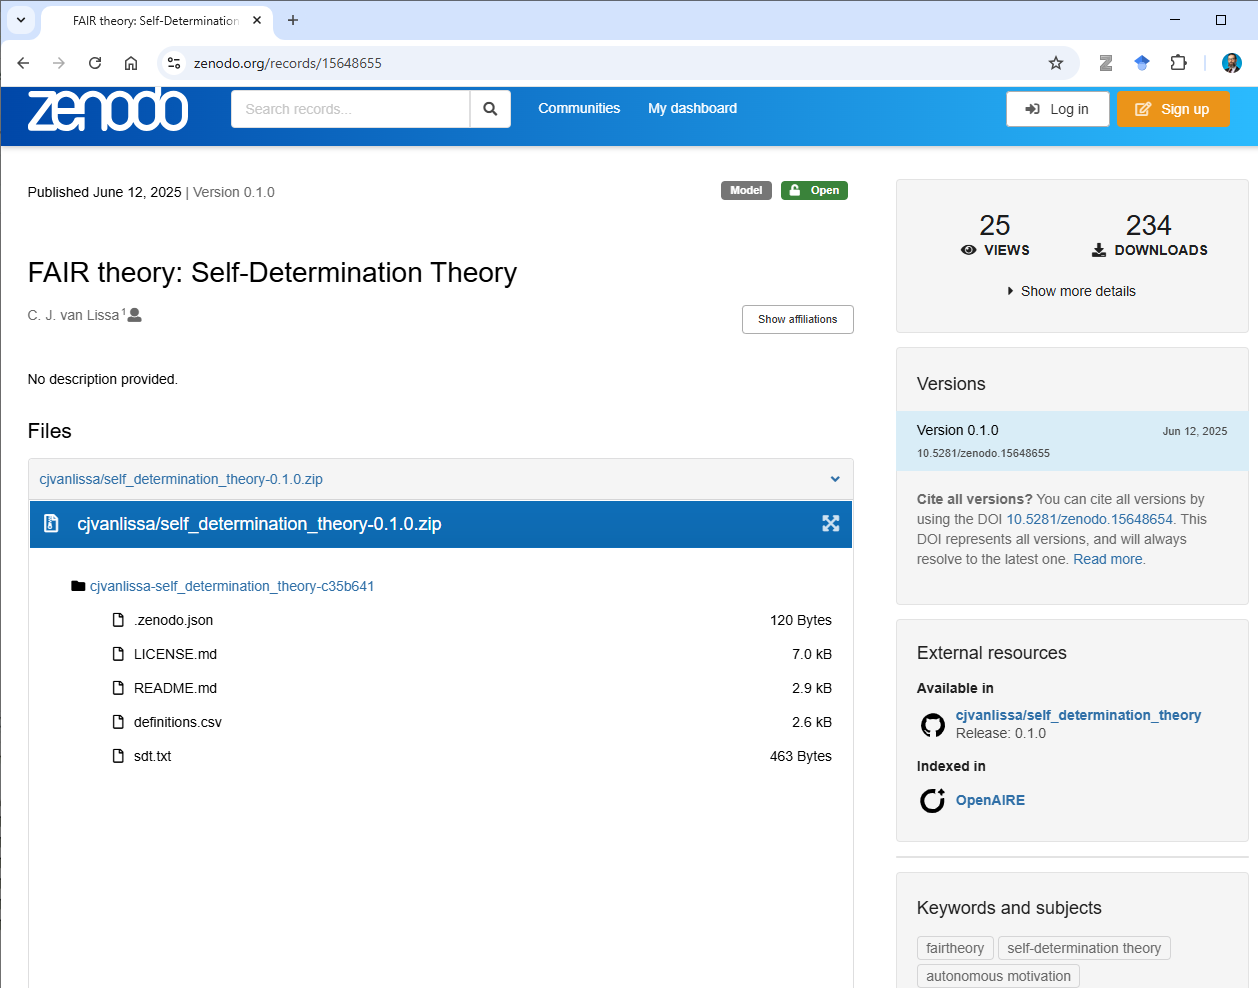 FAIR theory: Self-Determination
zenodo.org/records/15648655
zenodo
Search records...
Communities
My dashboard
Log in
Sign up
Published June 12, 2025 | Version 0.1.0
Model
Open
FAIR theory: Self-Determination Theory
C. J. van Lissa 1
Show affiliations
No description provided.
Files
cjvanlissa/self_determination_theory-0.1.0.zip
cjvanlissa/self_determination_theory-0.1.0.zip
cjvanlissa-self_determination_theory-c35b641
.zenodo.json 120 Bytes
LICENSE.md 7.0 kB
README.md 2.9 kB
definitions.csv 2.6 kB
sdt.txt 463 Bytes
25 234
VIEWS DOWNLOADS
Show more details
Versions
Version 0.1.0 Jun 12, 2025
10.5281/zenodo.15648655
Cite all versions? You can cite all versions by
using the DOI 10.5281/zenodo.15648654. This
DOI represents all versions, and will always
resolve to the latest one. Read more.
External resources
Available in
cjvanlissa/self_determination_theory
Release: 0.1.0
Indexed in
OpenAIRE
Keywords and subjects
fairtheory self-determination theory
autonomous motivation